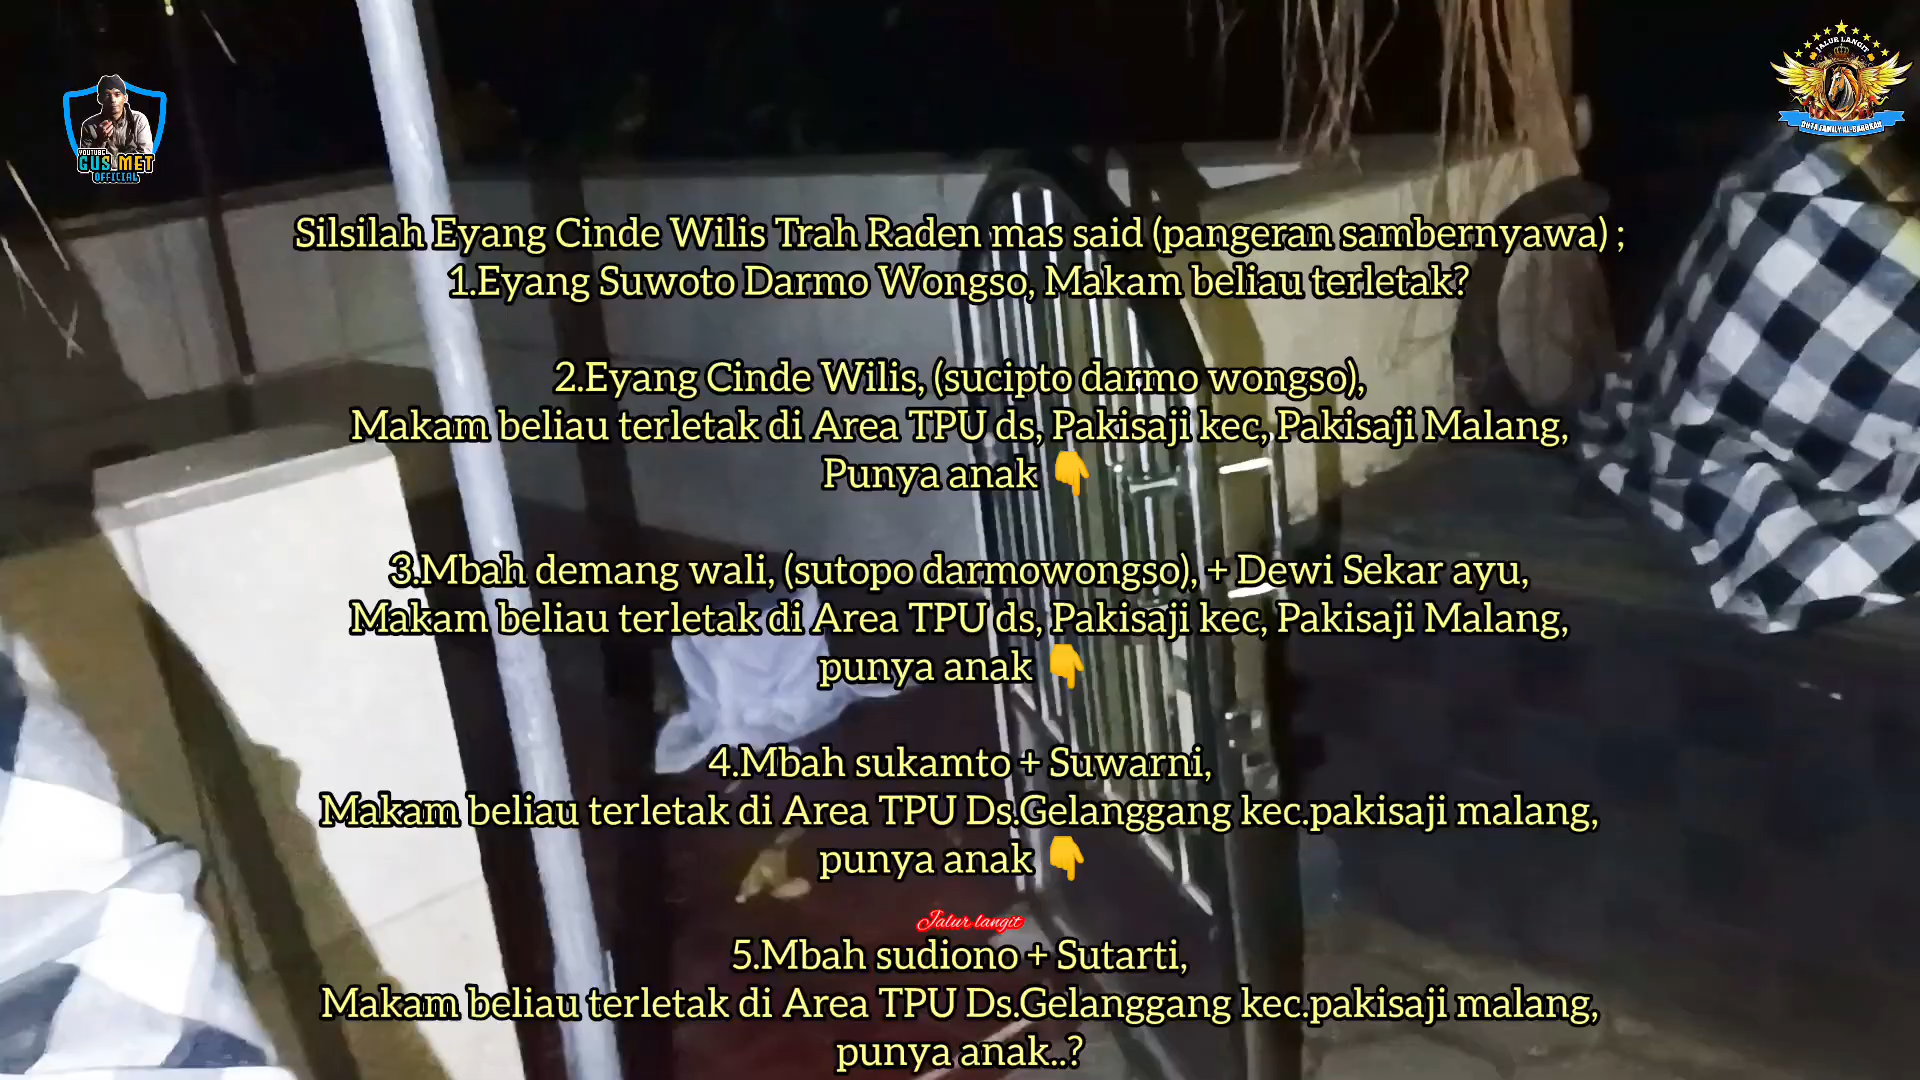 JALUR LANGIT
YOUTUBE
GUS MET
OFFICIAL
Silsilah Eyang Cinde Wilis Trah Raden mas said (pangeran sambernyawa) ;
1.Eyang Suwoto Darmo Wongso, Makam beliau terletak?
2.Eyang Cinde Wilis, (sucipto darmo wongso),
Makam beliau terletak di Area TPU ds, Pakisaji kec, Pakisaji Malang,
Punya anak 👇
3.Mbah demang wali, (sutopo darmowongso), + Dewi Sekar ayu,
Makam beliau terletak di Area TPU ds, Pakisaji kec, Pakisaji Malang,
punya anak 👇
4.Mbah sukamto + Suwarni,
Makam beliau terletak di Area TPU Ds.Gelanggang kec.pakisaji malang,
punya anak 👇
Jalur langit
5.Mbah sudiono + Sutarti,
Makam beliau terletak di Area TPU Ds.Gelanggang kec.pakisaji malang,
punya anak..?